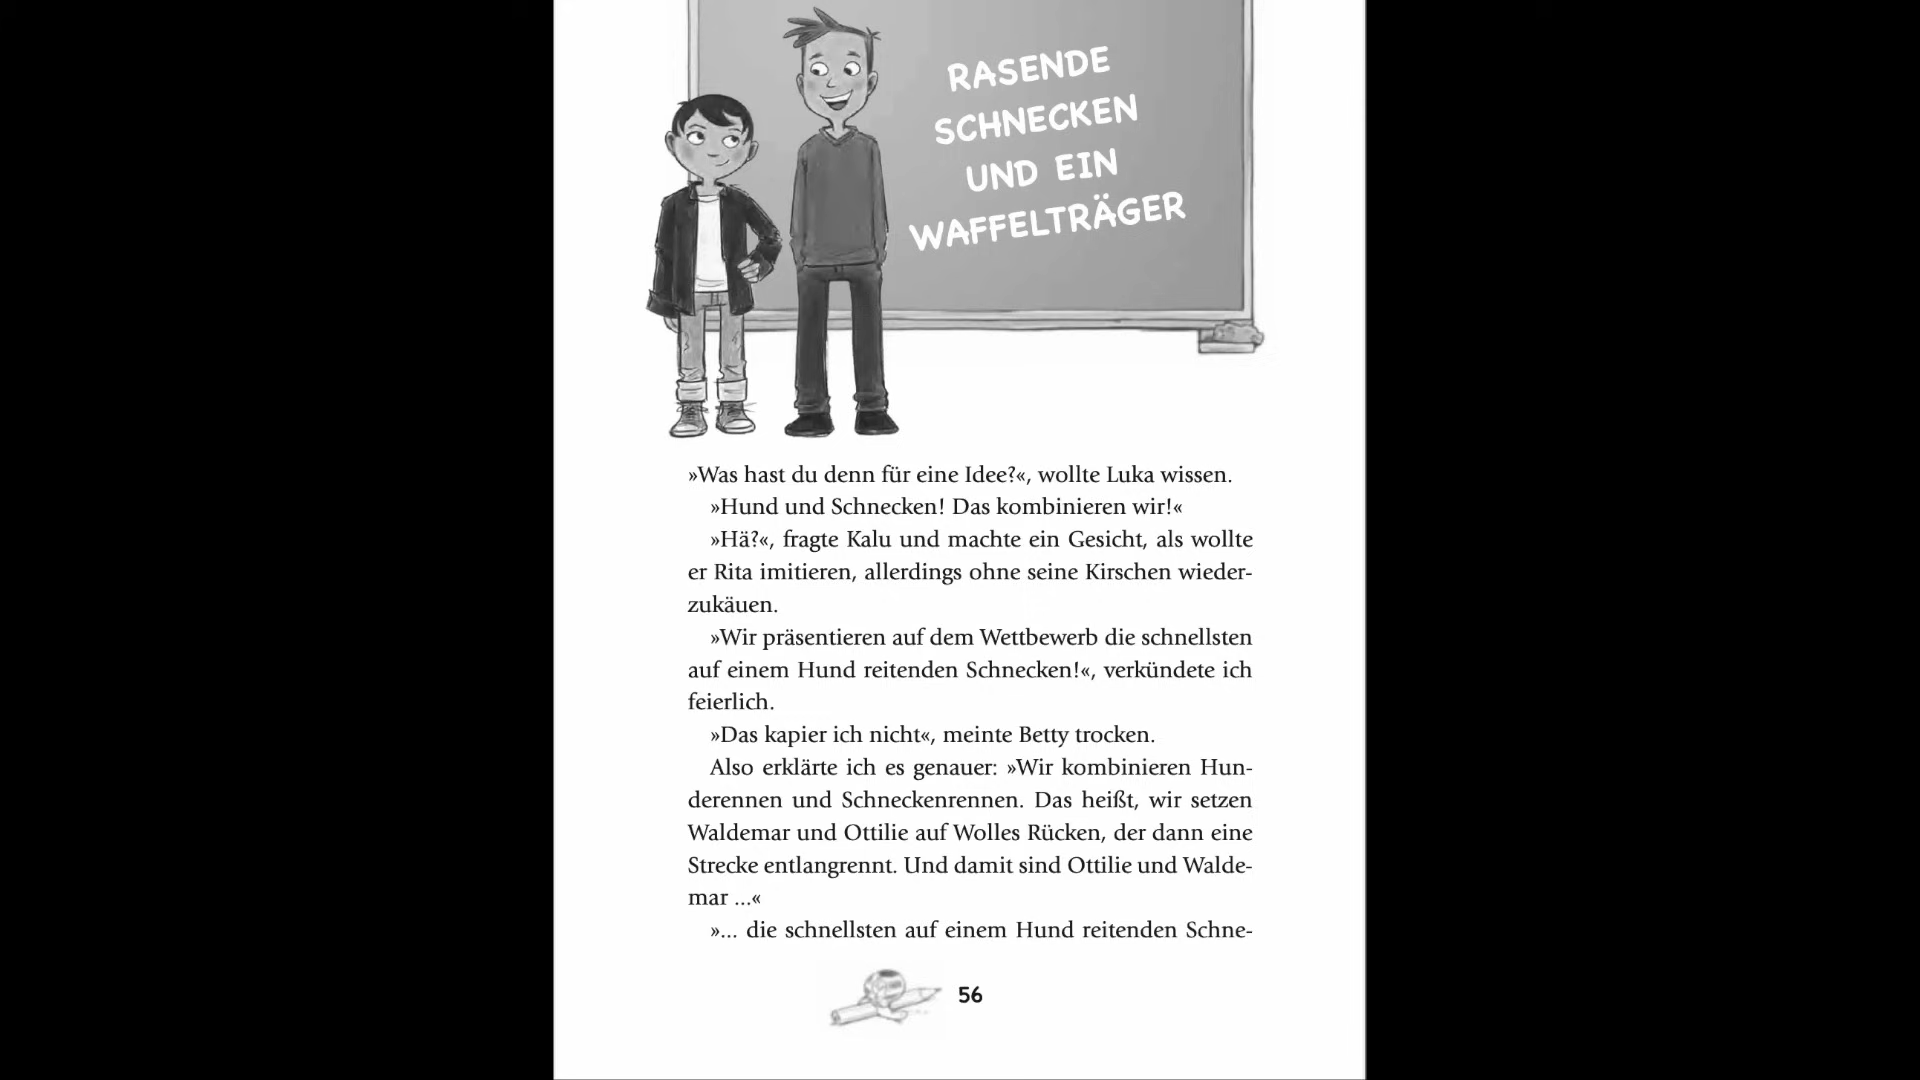 RASENDE
SCHNECKEN
UND EIN
WAFFELTRÄGER
»Was hast du denn für eine Idee?«, wollte Luka wissen.
»Hund und Schnecken! Das kombinieren wir!«
»Hä?«, fragte Kalu und machte ein Gesicht, als wollte
er Rita imitieren, allerdings ohne seine Kirschen wieder-
zukäuen.
»Wir präsentieren auf dem Wettbewerb die schnellsten
auf einem Hund reitenden Schnecken!«, verkündete ich
feierlich.
»Das kapier ich nicht«, meinte Betty trocken.
Also erklärte ich es genauer: »Wir kombinieren Hun-
derennen und Schneckenrennen. Das heißt, wir setzen
Waldemar und Ottilie auf Wolles Rücken, der dann eine
Strecke entlangrennt. Und damit sind Ottilie und Walde-
mar ...«
»... die schnellsten auf einem Hund reitenden Schne-
56